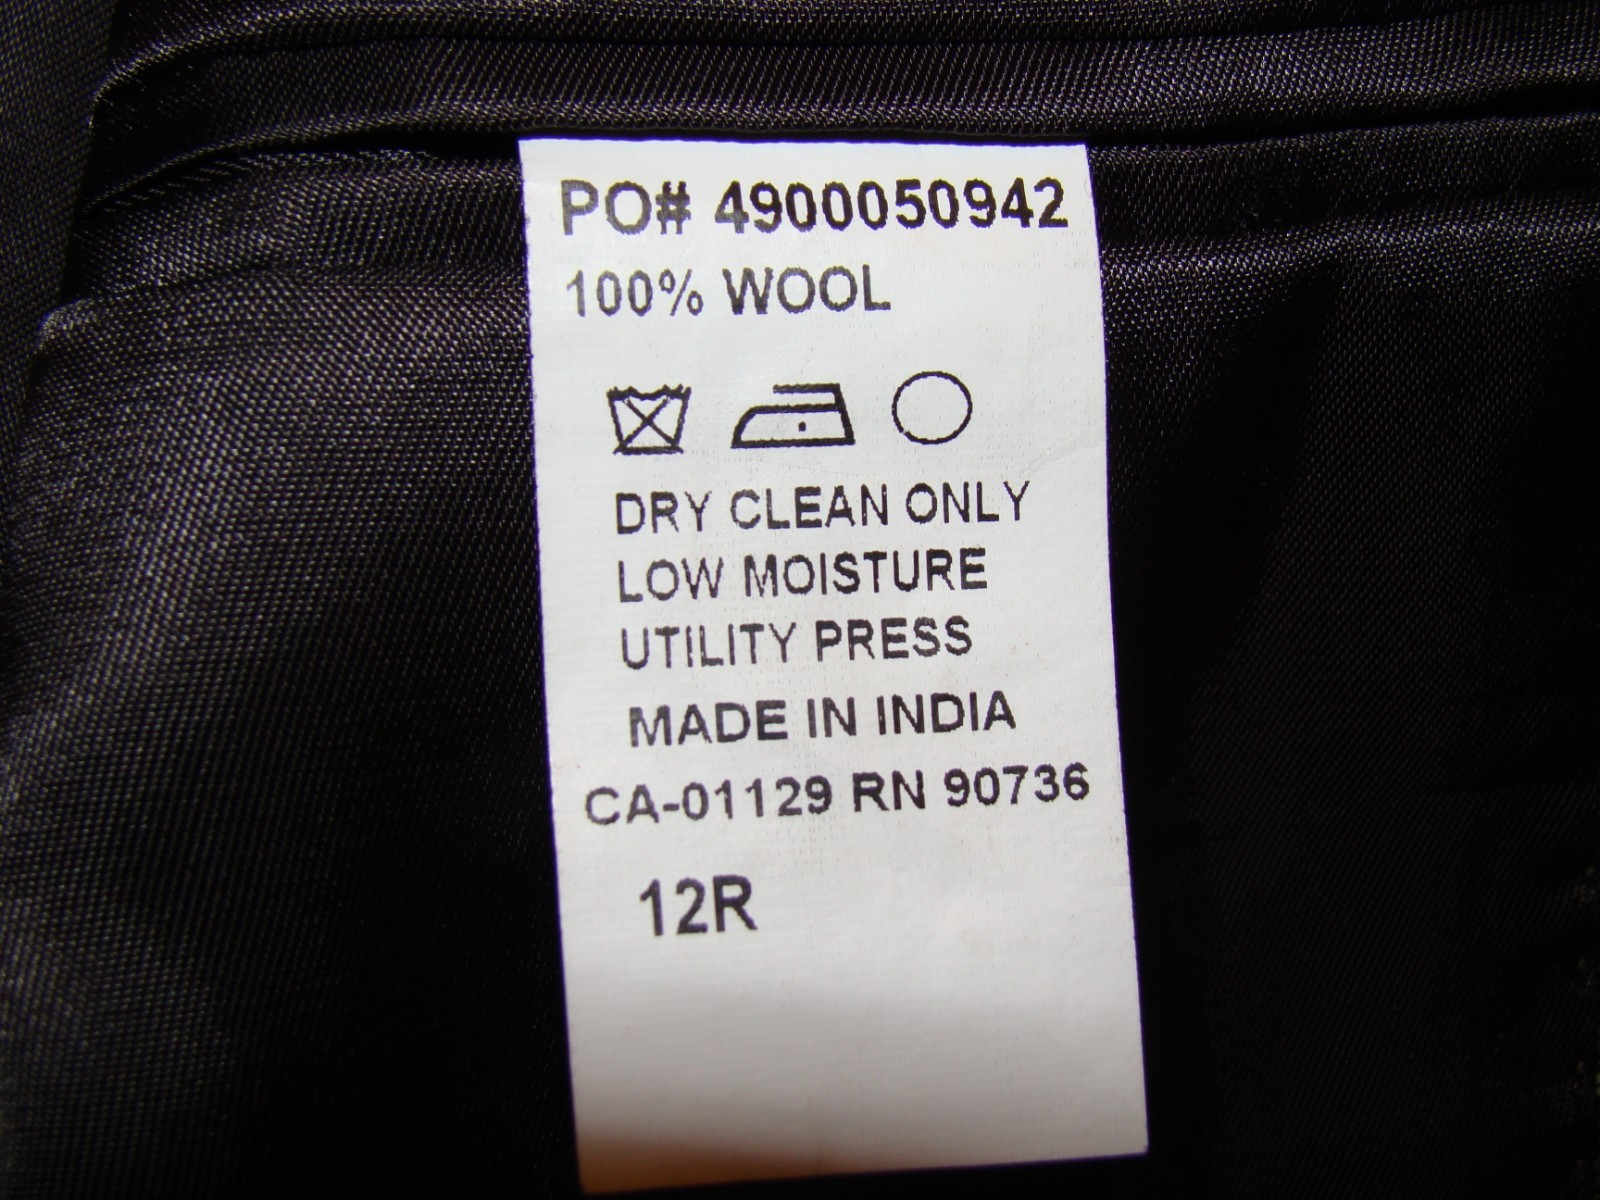 PO# 4900050942
100% WOOL
DRY CLEAN ONLY
LOW MOISTURE
UTILITY PRESS
MADE IN INDIA
CA-01129 RN 90736
12R